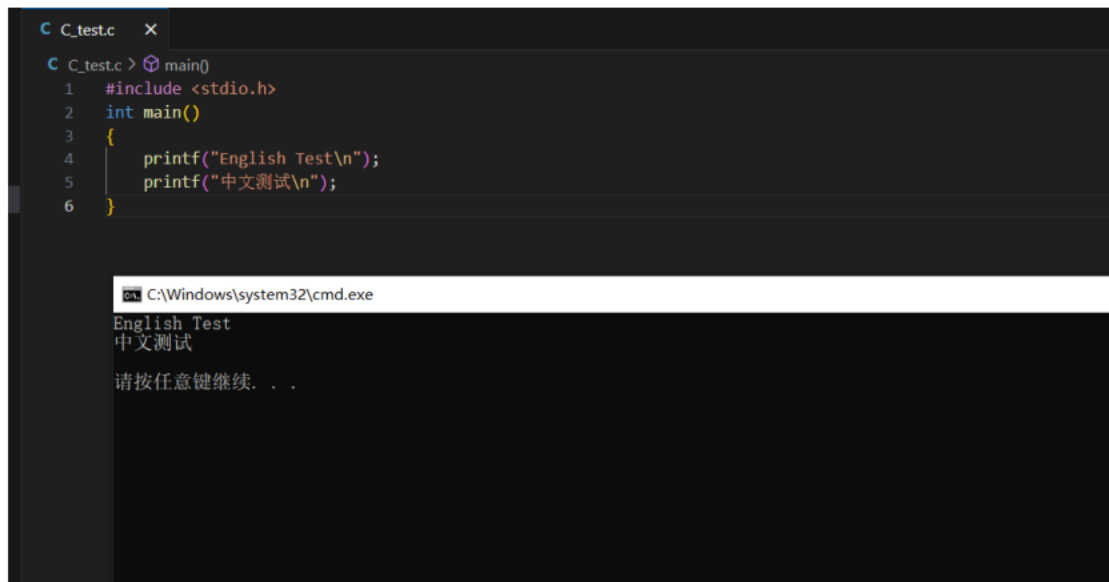 C C_test.c ×
C C_test.c > main()
1 #include <stdio.h>
2 int main()
3 {
4 printf("English Test\n");
5 printf("中文测试\n");
6 }
C:\Windows\system32\cmd.exe
English Test
中文测试
请按任意键继续. . .